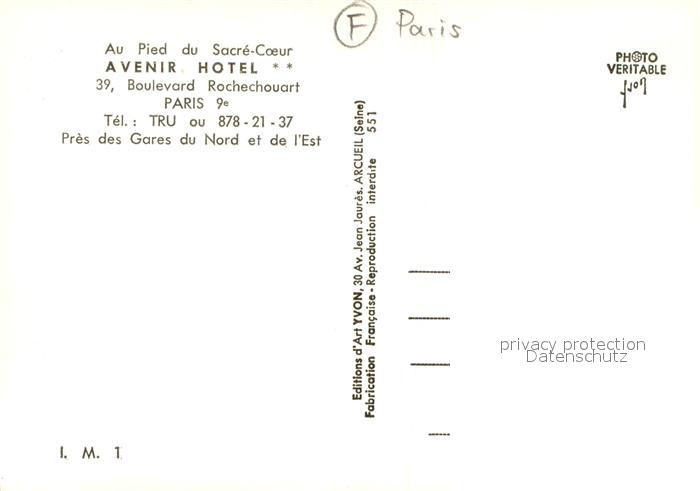 F Paris
Au Pied du Sacré-Cœur
AVENIR HOTEL * *
39, Boulevard Rochechouart
PARIS 9e
Tél. : TRU ou 878 - 21 - 37
Près des Gares du Nord et de l'Est
PHOTO
VERITABLE
yvon
Editions d'Art YVON, 30 Av. Jean Jaurès. ARCUEIL (Seine)
Fabrication Française - Reproduction interdite 551
privacy protection
Datenschutz
I. M. 1